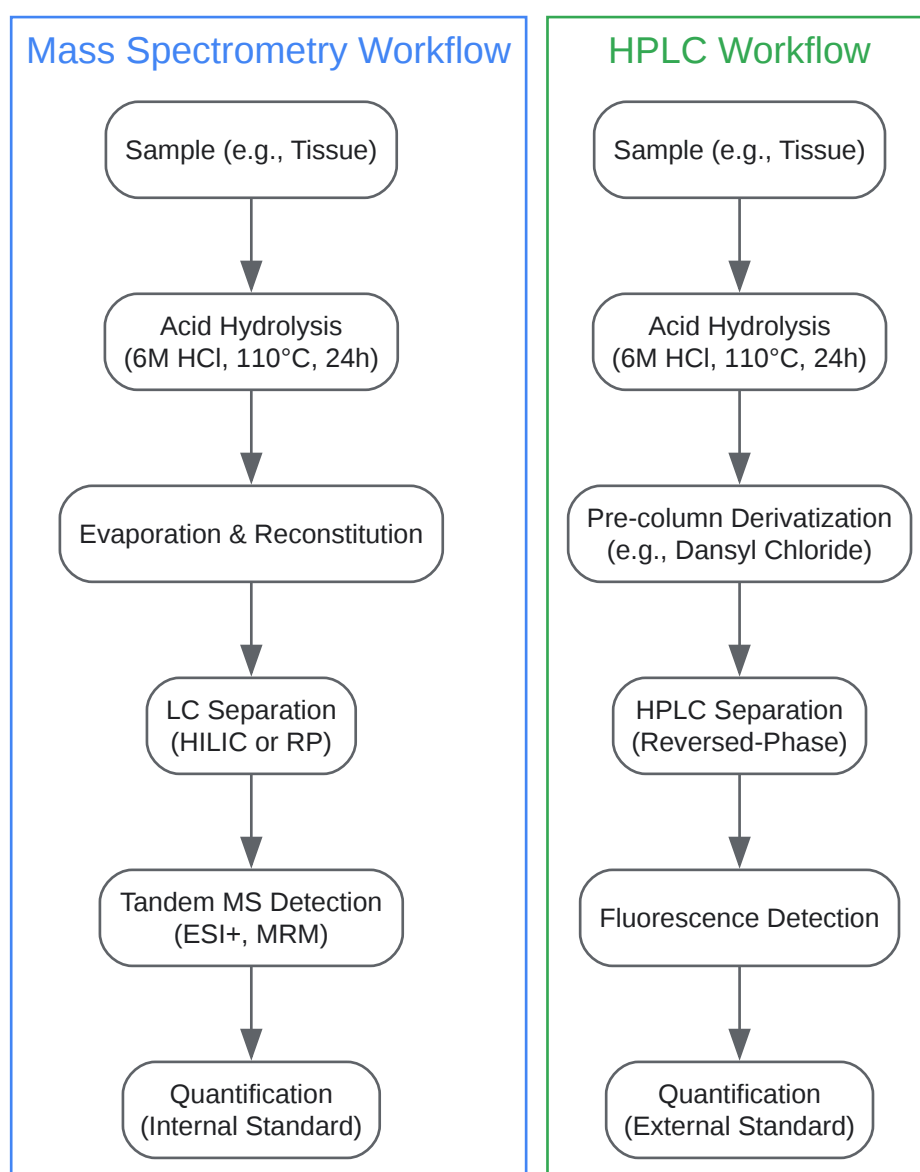 Mass Spectrometry Workflow
Sample (e.g., Tissue)
Acid Hydrolysis
(6M HCl, 110°C, 24h)
Evaporation & Reconstitution
LC Separation
(HILIC or RP)
Tandem MS Detection
(ESI+, MRM)
Quantification
(Internal Standard)
HPLC Workflow
Sample (e.g., Tissue)
Acid Hydrolysis
(6M HCl, 110°C, 24h)
Pre-column Derivatization
(e.g., Dansyl Chloride)
HPLC Separation
(Reversed-Phase)
Fluorescence Detection
Quantification
(External Standard)